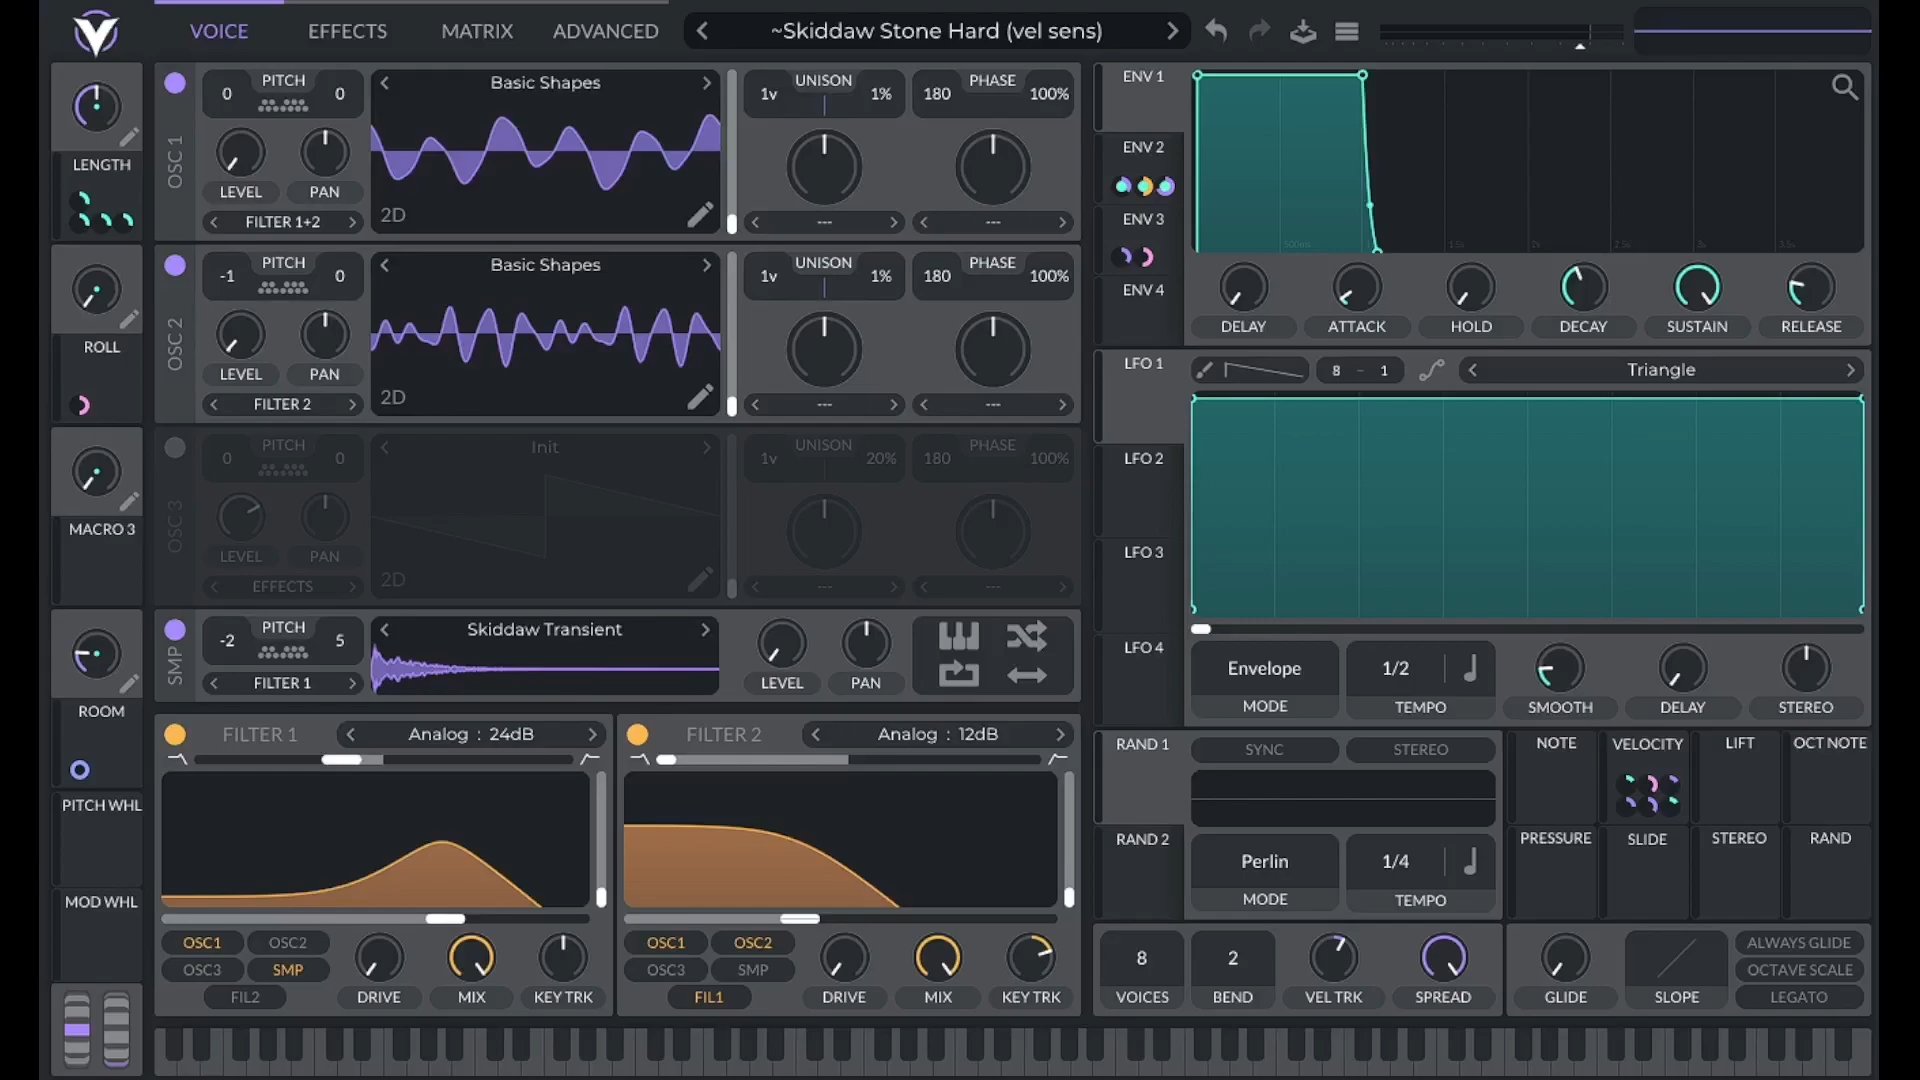 VOICE EFFECTS MATRIX ADVANCED ~Skiddaw Stone Hard (vel sens)
LENGTH
ROLL
MACRO 3
ROOM
PITCH WHL
MOD WHL
OSC 1
0 PITCH 0
LEVEL PAN
FILTER 1+2
Basic Shapes
2D
1v UNISON 1%
---
180 PHASE 100%
---
OSC 2
-1 PITCH 0
LEVEL PAN
FILTER 2
Basic Shapes
2D
1v UNISON 1%
---
180 PHASE 100%
---
OSC 3
0 PITCH 0
LEVEL PAN
EFFECTS
Init
2D
1v UNISON 20%
---
180 PHASE 100%
---
SMP
-2 PITCH 5
FILTER 1
Skiddaw Transient
LEVEL PAN
FILTER 1 Analog : 24dB
OSC1 OSC2
OSC3 SMP
FIL2
DRIVE MIX KEY TRK
FILTER 2 Analog : 12dB
OSC1 OSC2
OSC3 SMP
FIL1
DRIVE MIX KEY TRK
ENV 1
ENV 2
ENV 3
ENV 4
500ms 1.5s 2s 2.5s 3s 3.5s
DELAY ATTACK HOLD DECAY SUSTAIN RELEASE
LFO 1
LFO 2
LFO 3
LFO 4
8 - 1 Triangle
Envelope
MODE
1/2
TEMPO
SMOOTH DELAY STEREO
RAND 1
RAND 2
SYNC STEREO
Perlin
MODE
1/4
TEMPO
NOTE VELOCITY LIFT OCT NOTE
PRESSURE SLIDE STEREO RAND
8
VOICES
2
BEND
VEL TRK SPREAD GLIDE SLOPE
ALWAYS GLIDE
OCTAVE SCALE
LEGATO